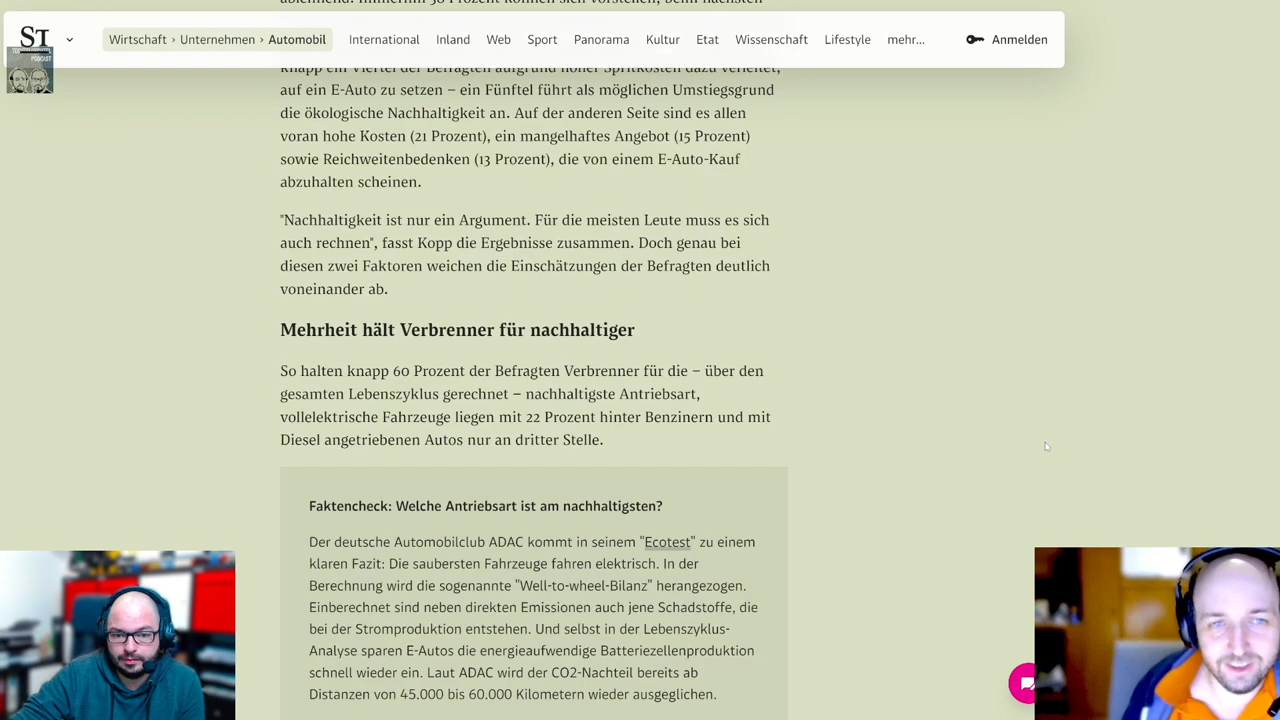 ablehnend. Immerhin 38 Prozent können sich vorstellen, beim nächsten
ST
Wirtschaft › Unternehmen › Automobil International Inland Web Sport Panorama Kultur Etat Wissenschaft Lifestyle mehr... Anmelden
PODCAST
knapp ein Viertel der Befragten aufgrund hoher Spritkosten dazu verleitet,
auf ein E-Auto zu setzen – ein Fünftel führt als möglichen Umstiegsgrund
die ökologische Nachhaltigkeit an. Auf der anderen Seite sind es allen
voran hohe Kosten (21 Prozent), ein mangelhaftes Angebot (15 Prozent)
sowie Reichweitenbedenken (13 Prozent), die von einem E-Auto-Kauf
abzuhalten scheinen.
"Nachhaltigkeit ist nur ein Argument. Für die meisten Leute muss es sich
auch rechnen", fasst Kopp die Ergebnisse zusammen. Doch genau bei
diesen zwei Faktoren weichen die Einschätzungen der Befragten deutlich
voneinander ab.
Mehrheit hält Verbrenner für nachhaltiger
So halten knapp 60 Prozent der Befragten Verbrenner für die – über den
gesamten Lebenszyklus gerechnet – nachhaltigste Antriebsart,
vollelektrische Fahrzeuge liegen mit 22 Prozent hinter Benzinern und mit
Diesel angetriebenen Autos nur an dritter Stelle.
Faktencheck: Welche Antriebsart ist am nachhaltigsten?
Der deutsche Automobilclub ADAC kommt in seinem "Ecotest" zu einem
klaren Fazit: Die saubersten Fahrzeuge fahren elektrisch. In der
Berechnung wird die sogenannte "Well-to-wheel-Bilanz" herangezogen.
Einberechnet sind neben direkten Emissionen auch jene Schadstoffe, die
bei der Stromproduktion entstehen. Und selbst in der Lebenszyklus-
Analyse sparen E-Autos die energieaufwendige Batteriezellenproduktion
schnell wieder ein. Laut ADAC wird der CO2-Nachteil bereits ab
Distanzen von 45.000 bis 60.000 Kilometern wieder ausgeglichen.